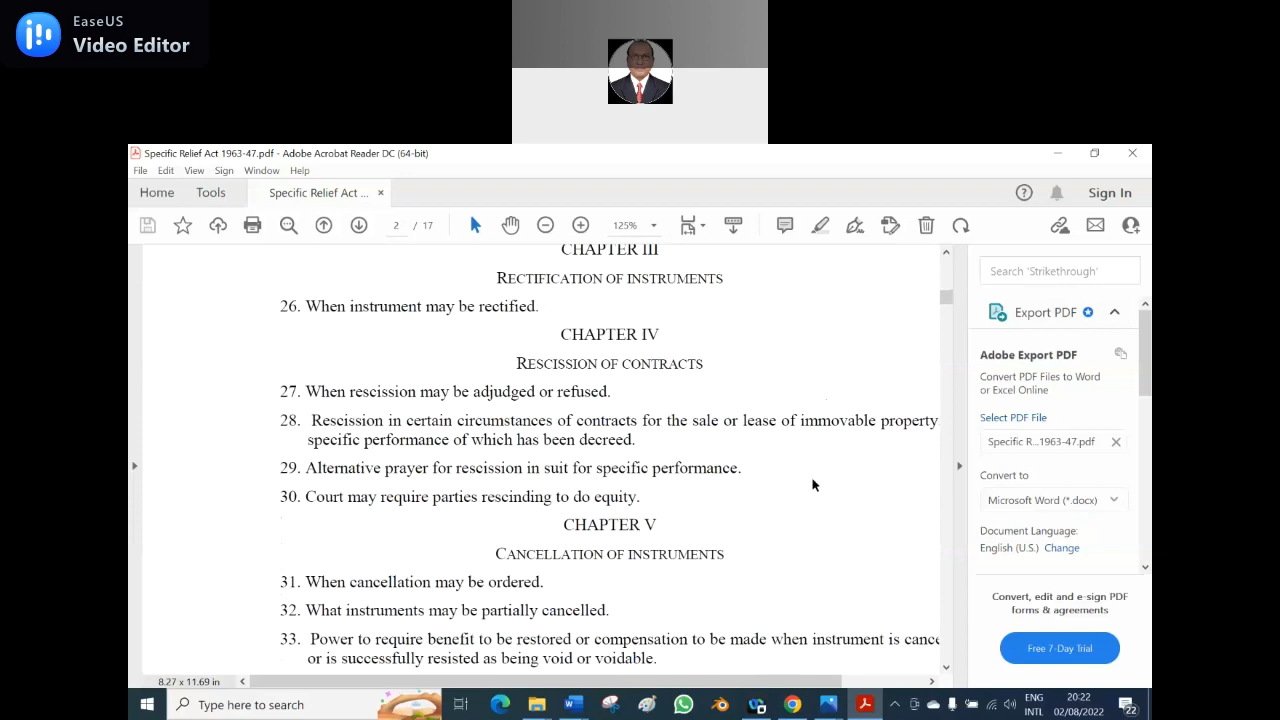 EaseUS
Video Editor
Specific Relief Act 1963-47.pdf - Adobe Acrobat Reader DC (64-bit)
File Edit View Sign Window Help
Home Tools Specific Relief Act ... × Sign In
2 / 17 125%
CHAPTER III
RECTIFICATION OF INSTRUMENTS
26. When instrument may be rectified.
CHAPTER IV
RESCISSION OF CONTRACTS
27. When rescission may be adjudged or refused.
28. Rescission in certain circumstances of contracts for the sale or lease of immovable property
specific performance of which has been decreed.
29. Alternative prayer for rescission in suit for specific performance.
30. Court may require parties rescinding to do equity.
CHAPTER V
CANCELLATION OF INSTRUMENTS
31. When cancellation may be ordered.
32. What instruments may be partially cancelled.
33. Power to require benefit to be restored or compensation to be made when instrument is cance
or is successfully resisted as being void or voidable.
8.27 x 11.69 in
Search 'Strikethrough'
Export PDF
Adobe Export PDF
Convert PDF Files to Word
or Excel Online
Select PDF File
Specific R...1963-47.pdf
Convert to
Microsoft Word (*.docx)
Document Language:
English (U.S.) Change
Convert, edit and e-sign PDF
forms & agreements
Free 7-Day Trial
Type here to search
ENG
INTL
20:22
02/08/2022
22